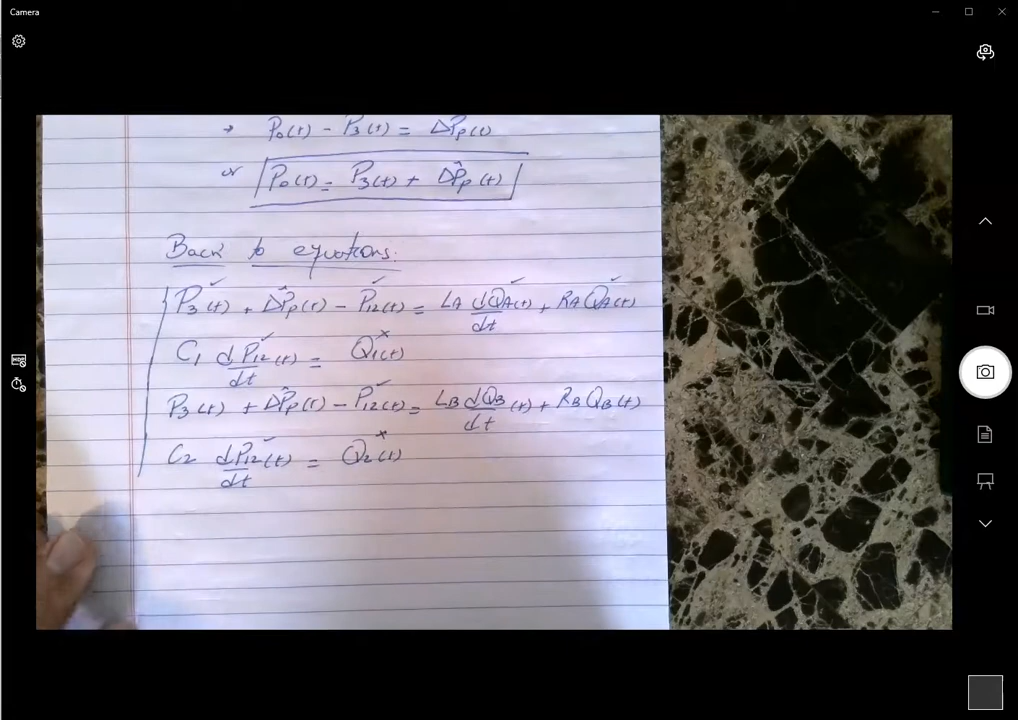 Camera
→ P0(t) - P3(t) = ΔP̂p(t)
or P0(t) = P3(t) + ΔP̂p(t)
Back to equations:
P3(t) + ΔP̂p(t) - P12(t) = LA dQA(t)/dt + RA QA(t)
C1 dP12(t)/dt = Q1(t)
P3(t) + ΔP̂p(t) - P12(t) = LB dQB/dt (t) + RB QB(t)
C2 dP12(t)/dt = Q2(t)